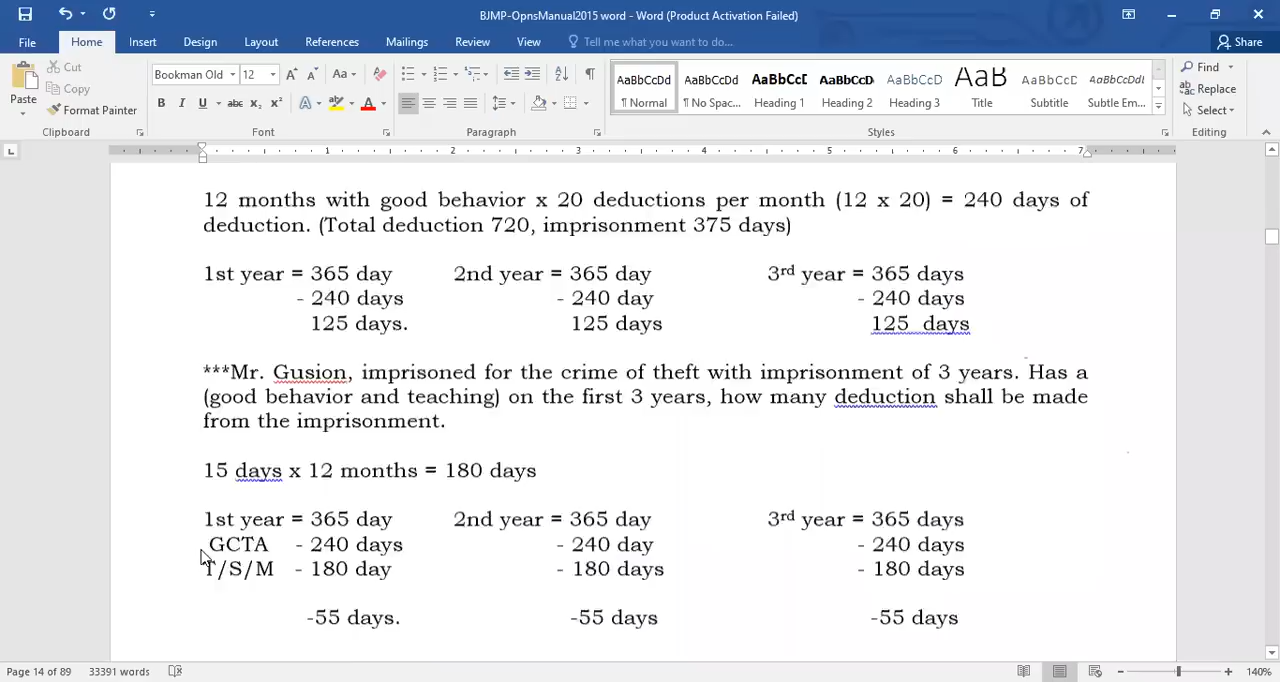 BJMP-OpnsManual2015 word - Word (Product Activation Failed)
File Home Insert Design Layout References Mailings Review View Tell me what you want to do... Share
Paste
Cut
Copy
Format Painter
Clipboard
Bookman Old 12
Font
Paragraph
AaBbCcDd AaBbCcDd AaBbCcI AaBbCcD AaBbCcD AaB AaBbCcD AaBbCcDdI
¶ Normal ¶ No Spac... Heading 1 Heading 2 Heading 3 Title Subtitle Subtle Em...
Styles
Find
Replace
Select
Editing
1 2 3 4 5 6 7
12 months with good behavior x 20 deductions per month (12 x 20) = 240 days of
deduction. (Total deduction 720, imprisonment 375 days)
1st year = 365 day 2nd year = 365 day 3rd year = 365 days
- 240 days - 240 day - 240 days
125 days. 125 days 125 days
***Mr. Gusion, imprisoned for the crime of theft with imprisonment of 3 years. Has a
(good behavior and teaching) on the first 3 years, how many deduction shall be made
from the imprisonment.
15 days x 12 months = 180 days
1st year = 365 day 2nd year = 365 day 3rd year = 365 days
GCTA - 240 days - 240 day - 240 days
T/S/M - 180 day - 180 days - 180 days
-55 days. -55 days -55 days
Page 14 of 89 33391 words 140%